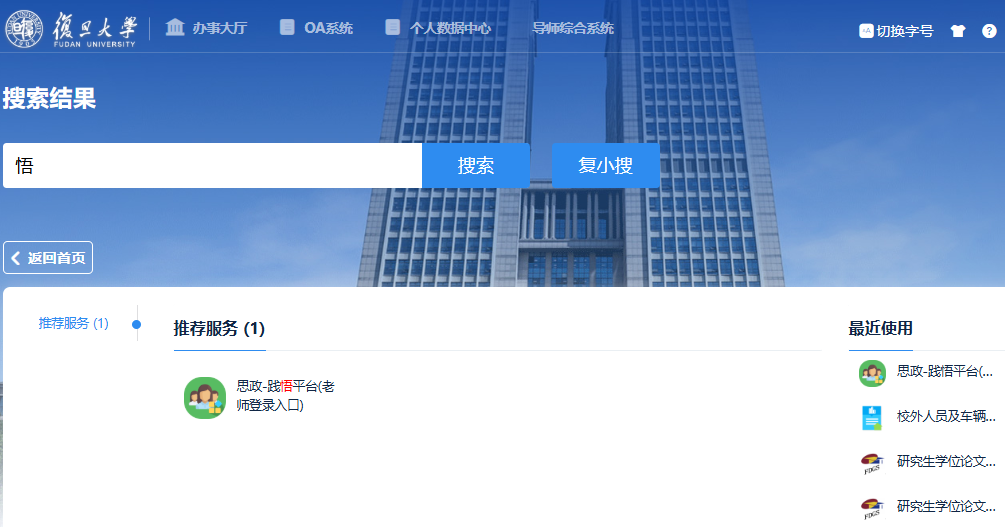 復旦大學
FUDAN UNIVERSITY
办事大厅
OA系统
个人数据中心
导师综合系统
切换字号
搜索结果
悟
搜索
复小搜
返回首页
推荐服务 (1)
推荐服务 (1)
思政-践悟平台(老
师登录入口)
最近使用
思政-践悟平台(...
校外人员及车辆...
研究生学位论文...
FDGS
研究生学位论文...
FDGS